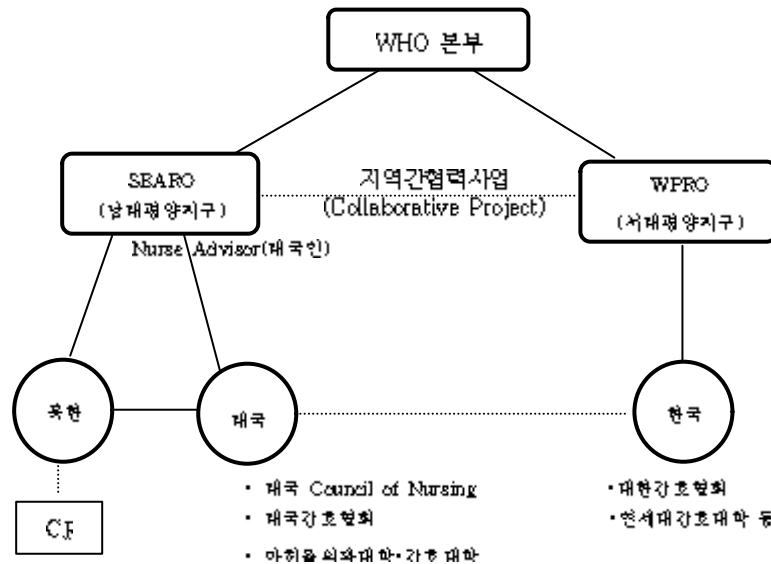 WHO 본부
SEARO
(남태평양지구)
지역간협력사업
(Collaborative Project)
WPRO
(서태평양지구)
Nurse Advisor(태국인)
북한
태국
한국
• 태국 Council of Nursing
• 태국간호협회
• 마히돌의과대학•간호대학
•대한간호협회
•연세대간호대학 등